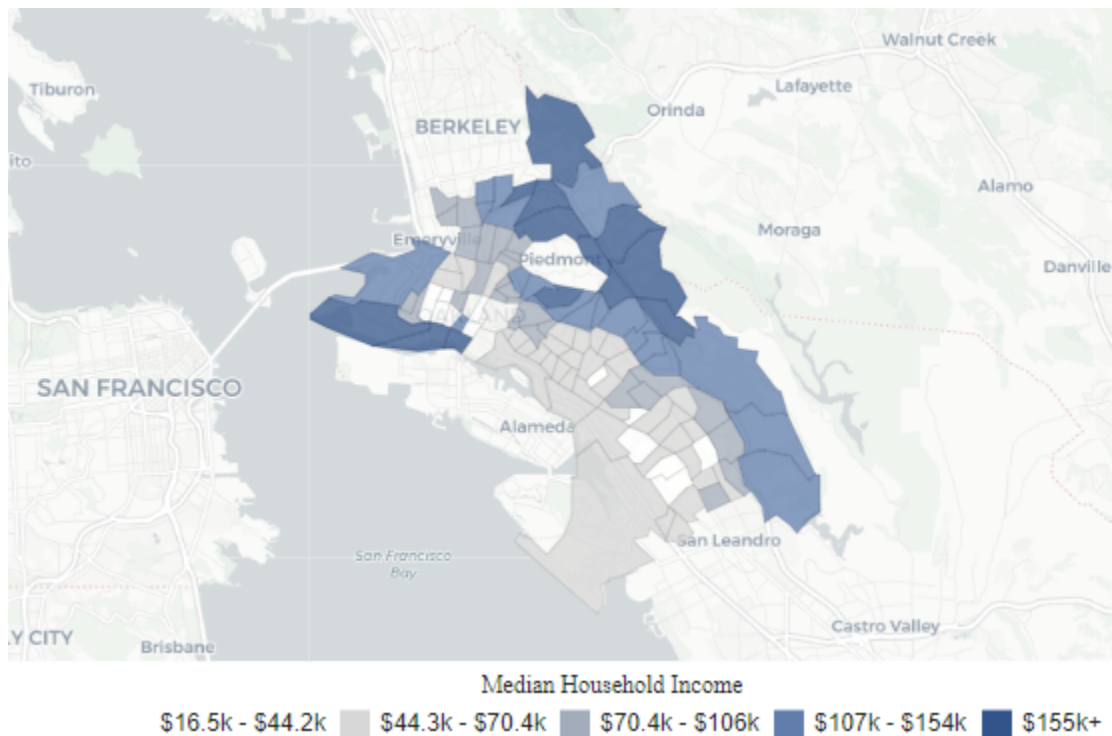 Walnut Creek
Tiburon
Lafayette
Orinda
BERKELEY
ito
Alamo
Moraga
Emeryville
Piedmont
Danville
OAKLAND
SAN FRANCISCO
Alameda
San Leandro
San Francisco
Bay
Castro Valley
LY CITY
Brisbane
Median Household Income
$16.5k - $44.2k $44.3k - $70.4k $70.4k - $106k $107k - $154k $155k+